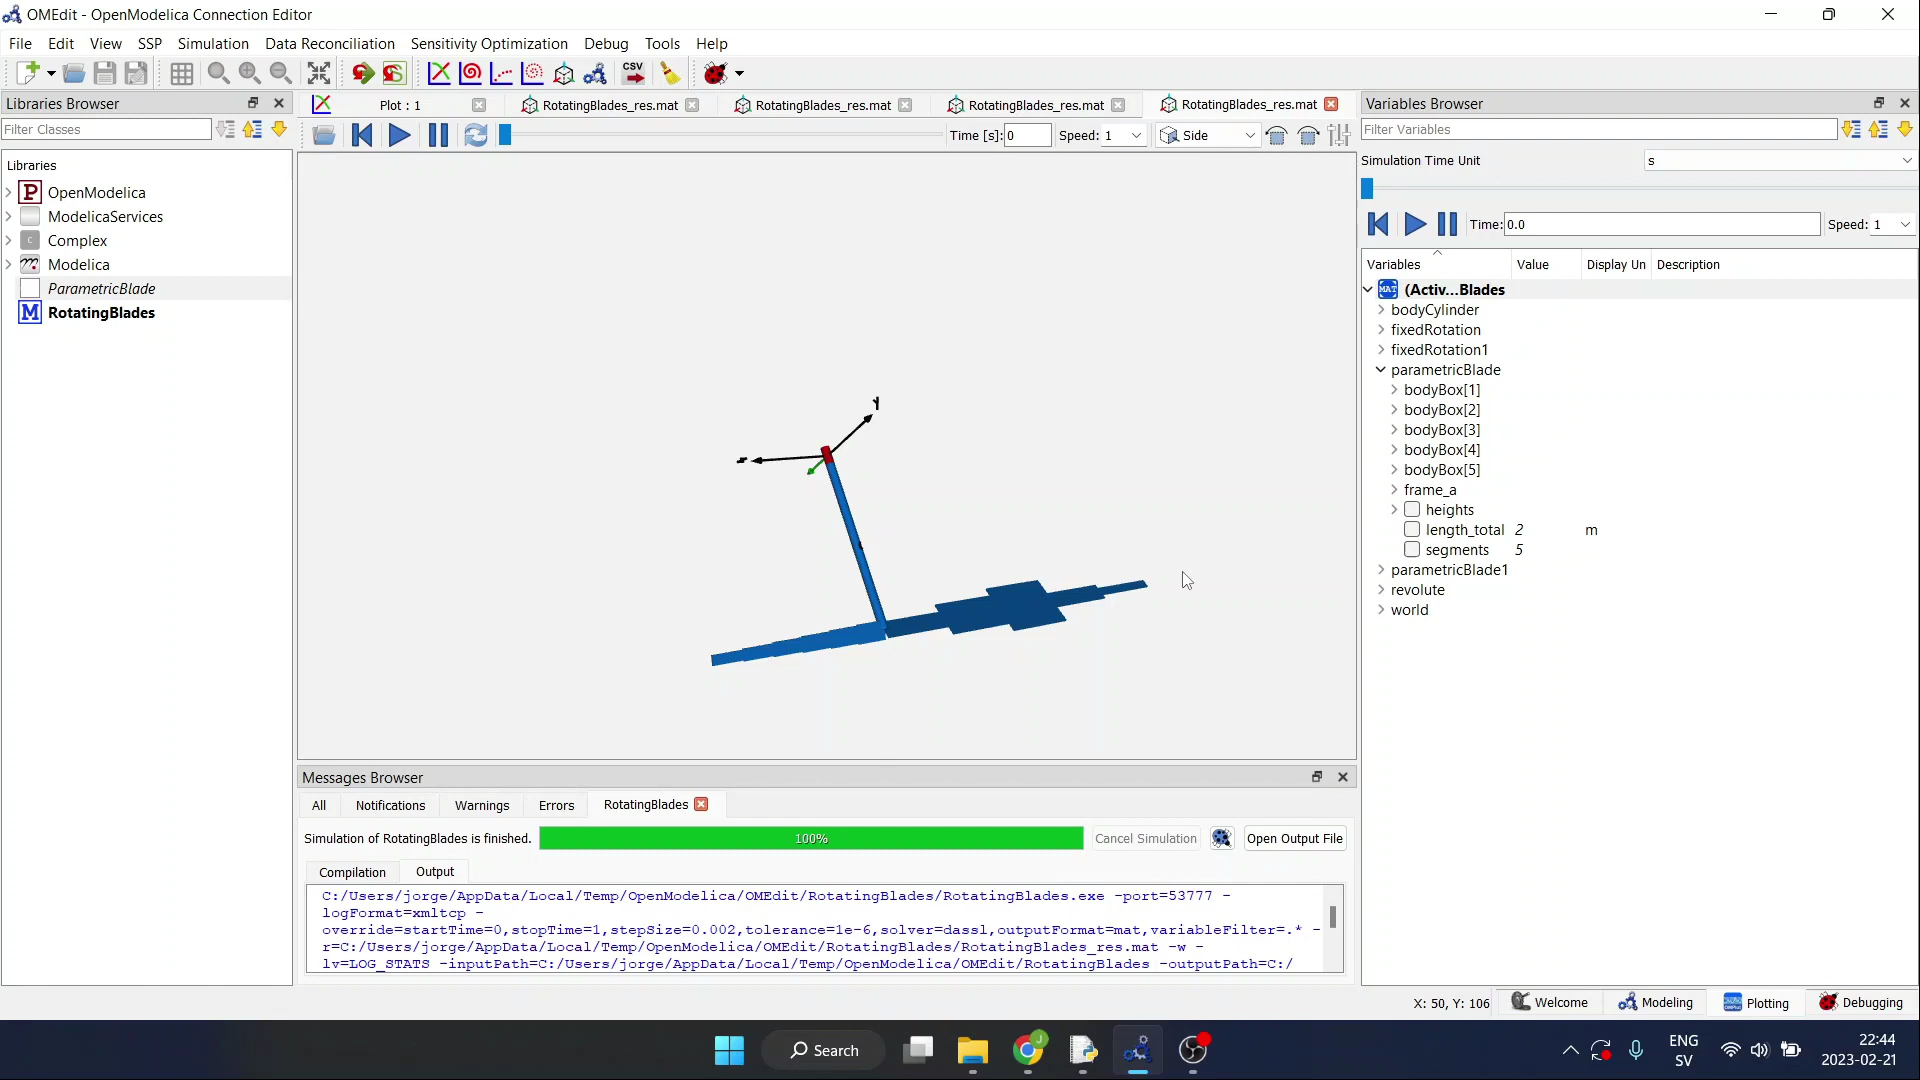 OMEdit - OpenModelica Connection Editor
File Edit View SSP Simulation Data Reconciliation Sensitivity Optimization Debug Tools Help
CSV
Libraries Browser
Filter Classes
Libraries
P OpenModelica
ModelicaServices
C Complex
Modelica
ParametricBlade
M RotatingBlades
Plot : 1
RotatingBlades_res.mat
RotatingBlades_res.mat
RotatingBlades_res.mat
RotatingBlades_res.mat
Time [s]: 0 Speed: 1 Side
Y
Messages Browser
All Notifications Warnings Errors RotatingBlades
Simulation of RotatingBlades is finished. 100% Cancel Simulation Open Output File
Compilation Output
C:/Users/jorge/AppData/Local/Temp/OpenModelica/OMEdit/RotatingBlades/RotatingBlades.exe -port=53777 -
logFormat=xmltcp -
override=startTime=0,stopTime=1,stepSize=0.002,tolerance=1e-6,solver=dassl,outputFormat=mat,variableFilter=.* -
r=C:/Users/jorge/AppData/Local/Temp/OpenModelica/OMEdit/RotatingBlades/RotatingBlades_res.mat -w -
lv=LOG_STATS -inputPath=C:/Users/jorge/AppData/Local/Temp/OpenModelica/OMEdit/RotatingBlades -outputPath=C:/
Variables Browser
Filter Variables
Simulation Time Unit s
Time: 0.0 Speed: 1
Variables Value Display Un Description
MAT (Activ...Blades
bodyCylinder
fixedRotation
fixedRotation1
parametricBlade
bodyBox[1]
bodyBox[2]
bodyBox[3]
bodyBox[4]
bodyBox[5]
frame_a
heights
length_total 2 m
segments 5
parametricBlade1
revolute
world
X: 50, Y: 106 Welcome Modeling Plotting Debugging
Search
J
ENG
SV
22:44
2023-02-21